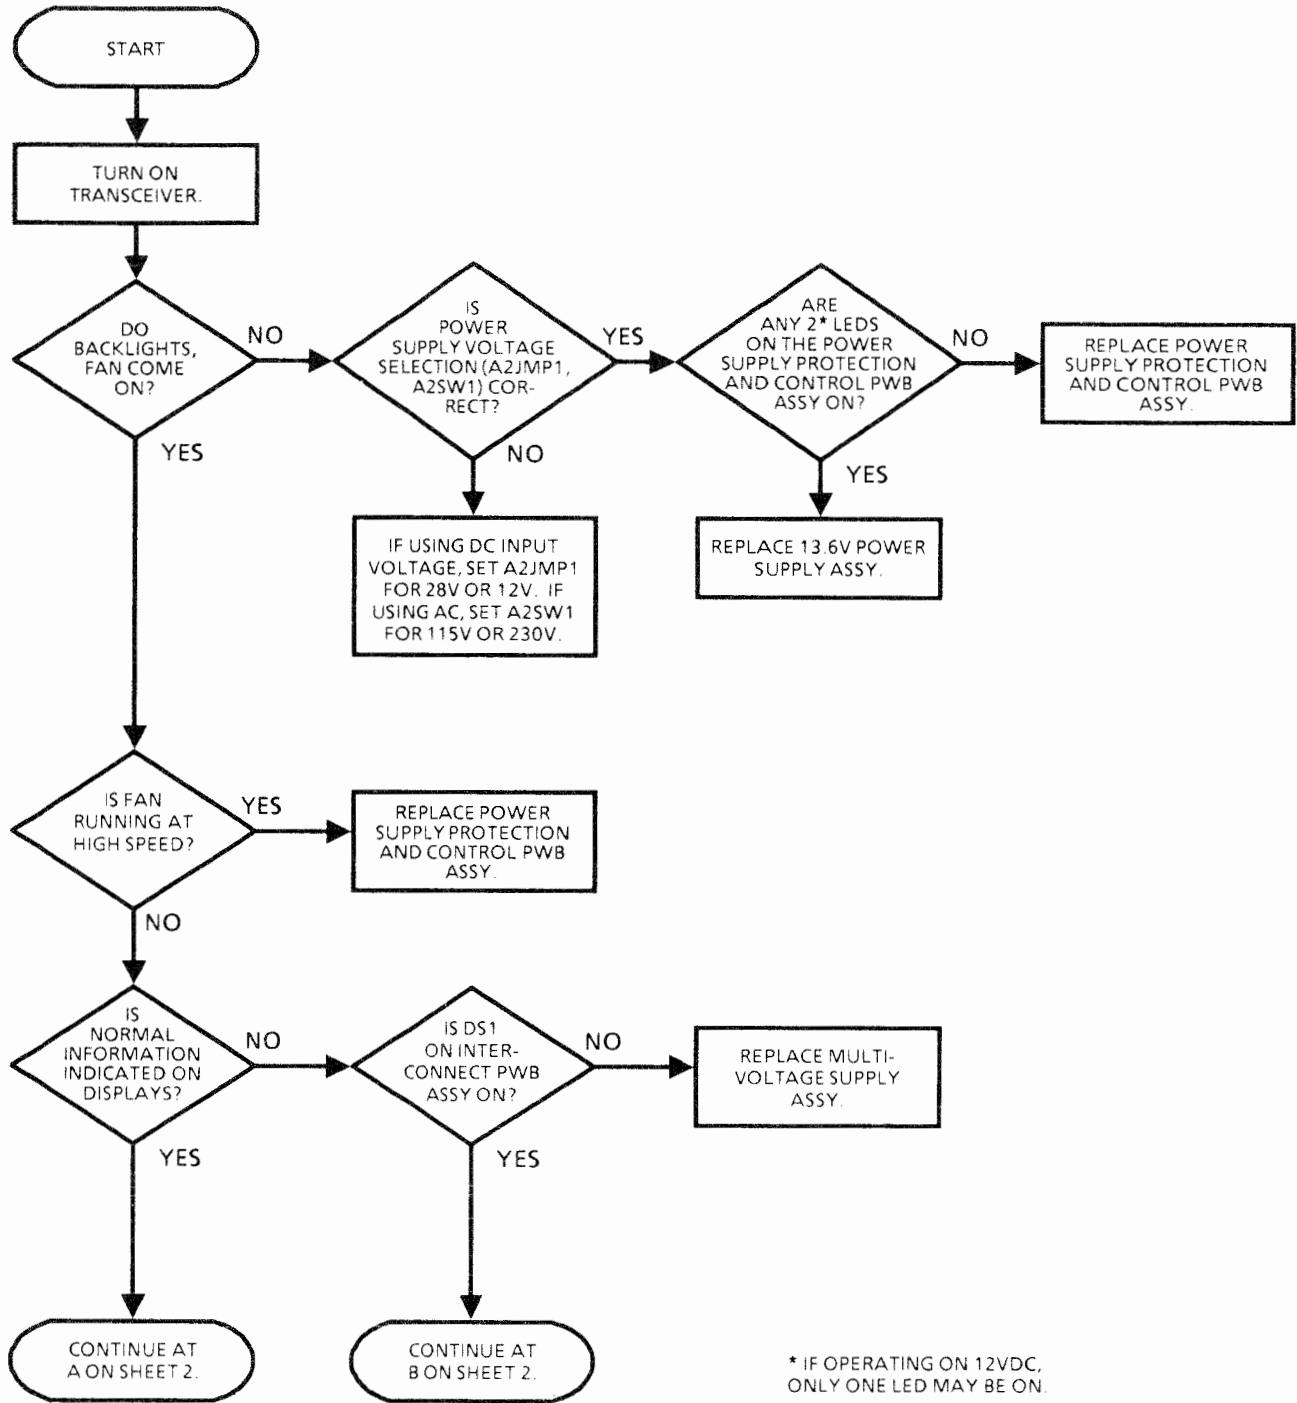 START
TURN ON
TRANSCEIVER.
DO
BACKLIGHTS,
FAN COME
ON?
NO
YES
IS
POWER
SUPPLY VOLTAGE
SELECTION (A2JMP1,
A2SW1) COR-
RECT?
YES
NO
ARE
ANY 2* LEDS
ON THE POWER
SUPPLY PROTECTION
AND CONTROL PWB
ASSY ON?
NO
YES
REPLACE POWER
SUPPLY PROTECTION
AND CONTROL PWB
ASSY.
IF USING DC INPUT
VOLTAGE, SET A2JMP1
FOR 28V OR 12V. IF
USING AC, SET A2SW1
FOR 115V OR 230V.
REPLACE 13.6V POWER
SUPPLY ASSY.
IS FAN
RUNNING AT
HIGH SPEED?
YES
NO
REPLACE POWER
SUPPLY PROTECTION
AND CONTROL PWB
ASSY.
IS
NORMAL
INFORMATION
INDICATED ON
DISPLAYS?
NO
YES
IS DS1
ON INTER-
CONNECT PWB
ASSY ON?
NO
YES
REPLACE MULTI-
VOLTAGE SUPPLY
ASSY.
CONTINUE AT
A ON SHEET 2.
CONTINUE AT
B ON SHEET 2.
* IF OPERATING ON 12VDC,
ONLY ONE LED MAY BE ON.